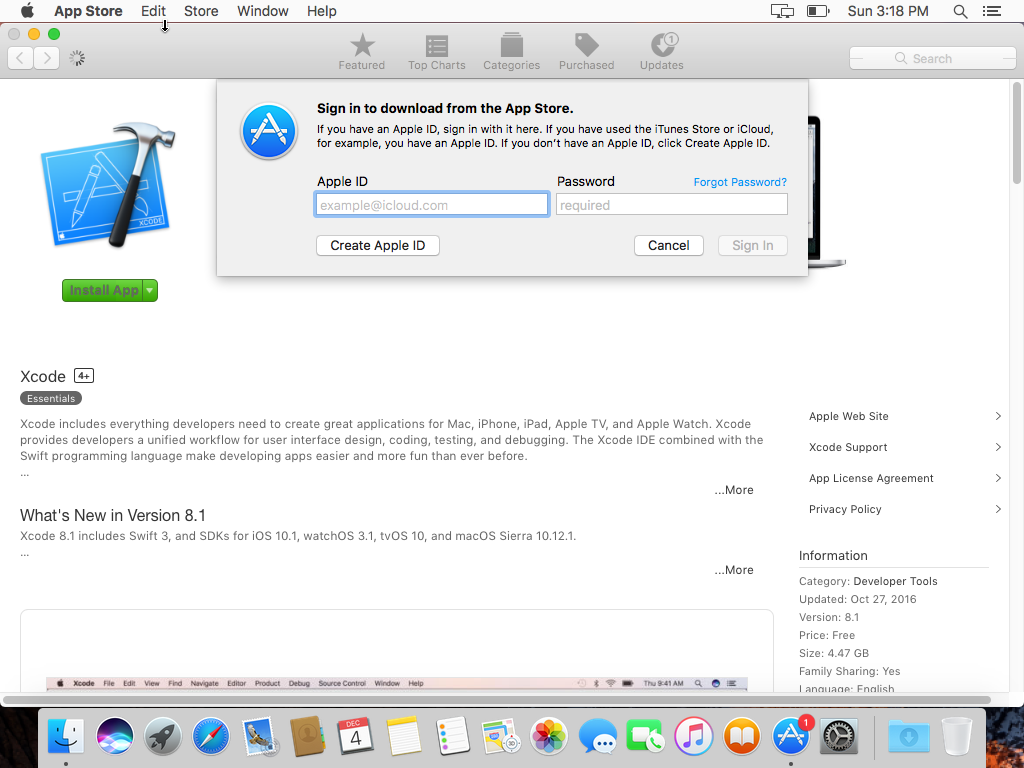 App Store Edit Store Window Help Sun 3:18 PM
Featured Top Charts Categories Purchased Updates 1 Search
Sign in to download from the App Store.
If you have an Apple ID, sign in with it here. If you have used the iTunes Store or iCloud,
for example, you have an Apple ID. If you don't have an Apple ID, click Create Apple ID.
Apple ID Password Forgot Password?
example@icloud.com required
Create Apple ID Cancel Sign In
XCODE
Install App
Xcode 4+
Essentials
Xcode includes everything developers need to create great applications for Mac, iPhone, iPad, Apple TV, and Apple Watch. Xcode
provides developers a unified workflow for user interface design, coding, testing, and debugging. The Xcode IDE combined with the
Swift programming language make developing apps easier and more fun than ever before.
...
...More
What's New in Version 8.1
Xcode 8.1 includes Swift 3, and SDKs for iOS 10.1, watchOS 3.1, tvOS 10, and macOS Sierra 10.12.1.
...
...More
Apple Web Site
Xcode Support
App License Agreement
Privacy Policy
Information
Category: Developer Tools
Updated: Oct 27, 2016
Version: 8.1
Price: Free
Size: 4.47 GB
Family Sharing: Yes
Language: English
Xcode File Edit View Find Navigate Editor Product Debug Source Control Window Help Thu 9:41 AM
DEC
4
30
1